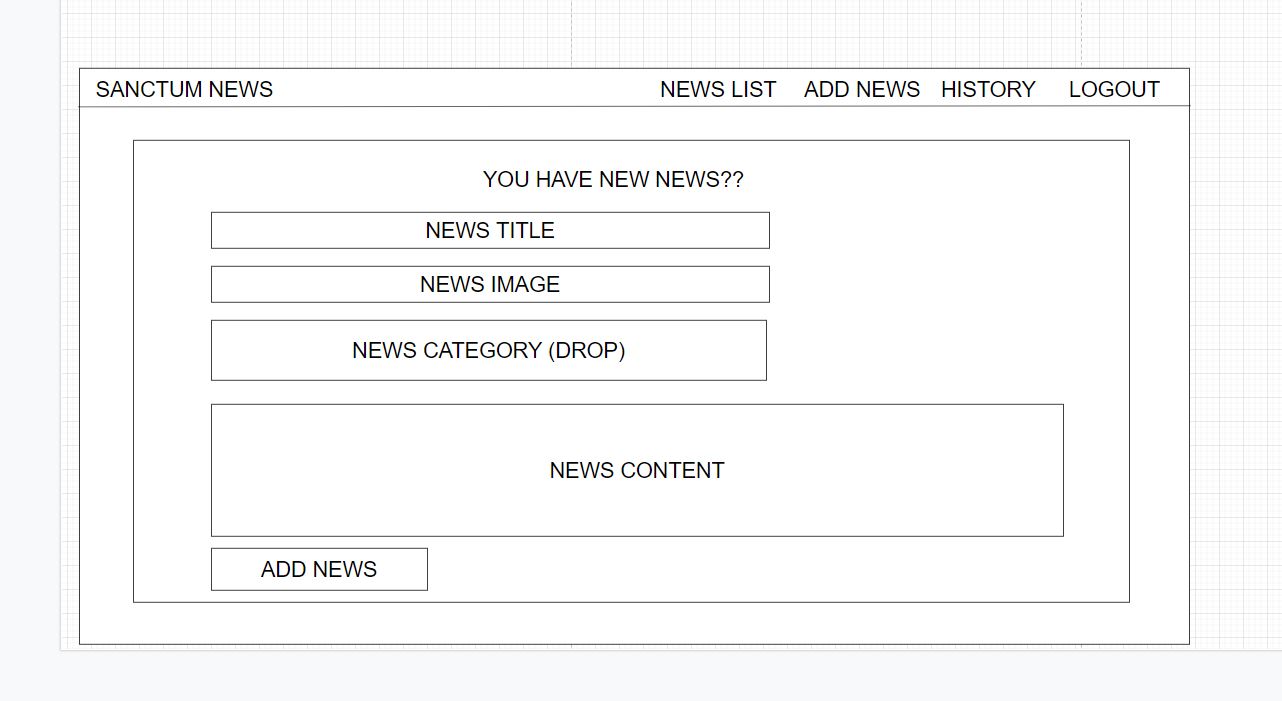 SANCTUM NEWS NEWS LIST ADD NEWS HISTORY LOGOUT
YOU HAVE NEW NEWS??
NEWS TITLE
NEWS IMAGE
NEWS CATEGORY (DROP)
NEWS CONTENT
ADD NEWS